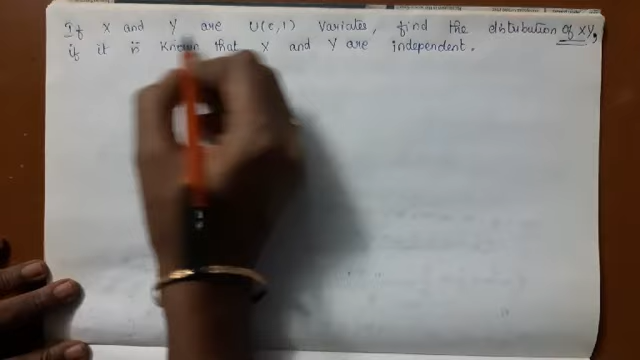 If X and Y are U(0,1) variates, find the distribution of XY,
if it is known that X and Y are independent.